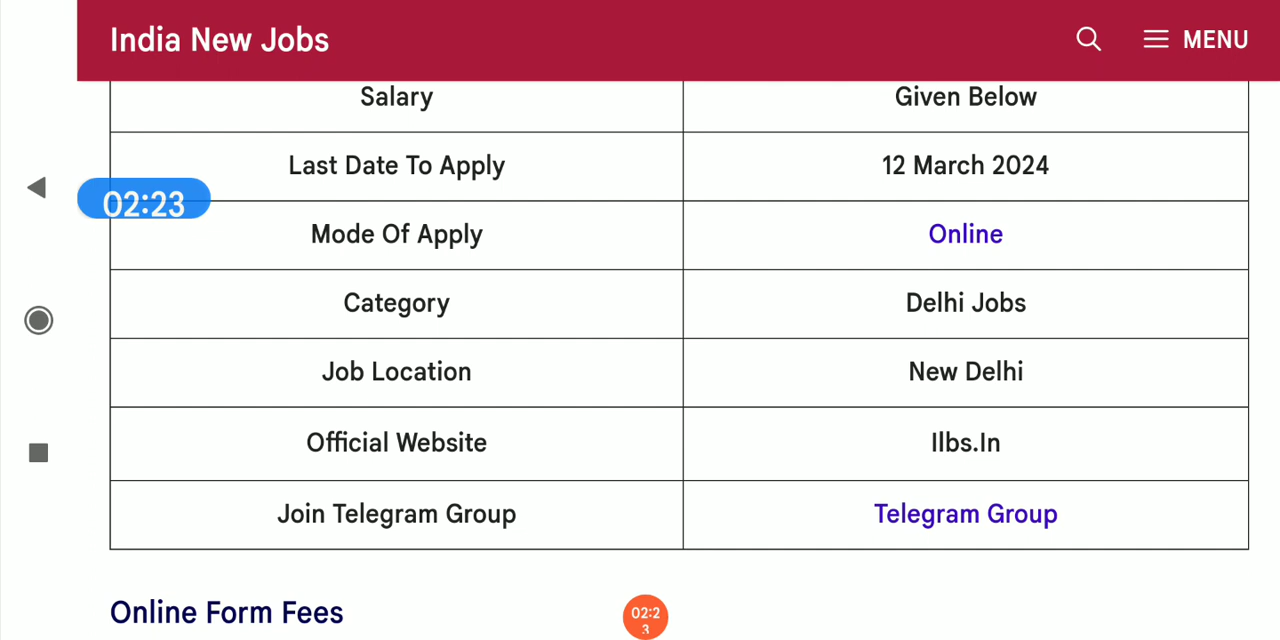 India New Jobs
MENU
Salary Given Below
Last Date To Apply 12 March 2024
02:23
Mode Of Apply Online
Category Delhi Jobs
Job Location New Delhi
Official Website Ilbs.In
Join Telegram Group Telegram Group
Online Form Fees
02:2
3